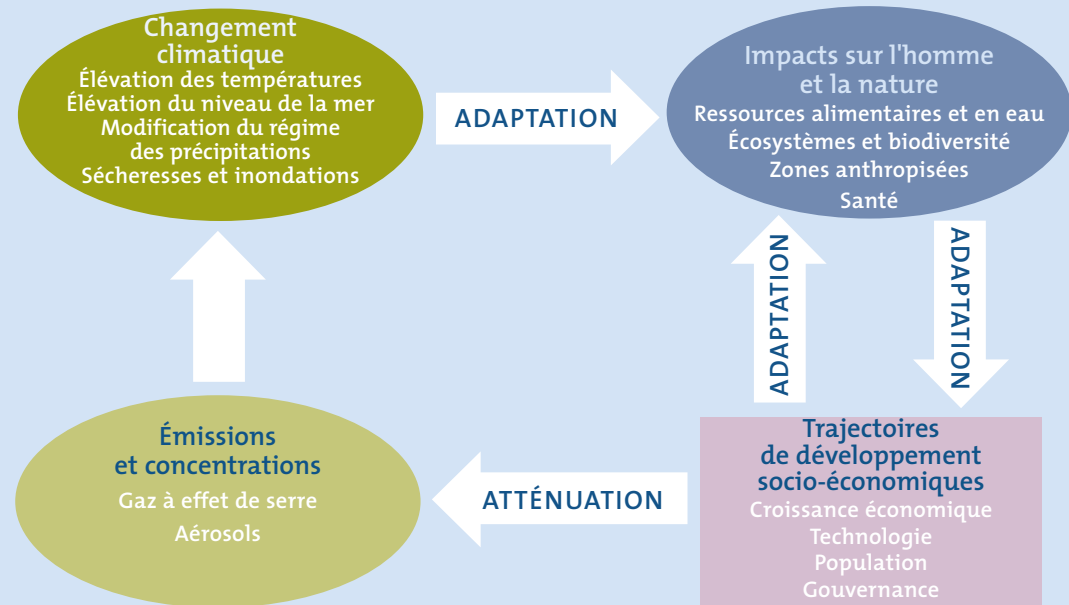 Changement
climatique
Élévation des températures
Élévation du niveau de la mer
Modification du régime
des précipitations
Sécheresses et inondations
ADAPTATION
Impacts sur l'homme
et la nature
Ressources alimentaires et en eau
Écosystèmes et biodiversité
Zones anthropisées
Santé
ADAPTATION
ADAPTATION
Émissions
et concentrations
Gaz à effet de serre
Aérosols
ATTÉNUATION
Trajectoires
de développement
socio-économiques
Croissance économique
Technologie
Population
Gouvernance